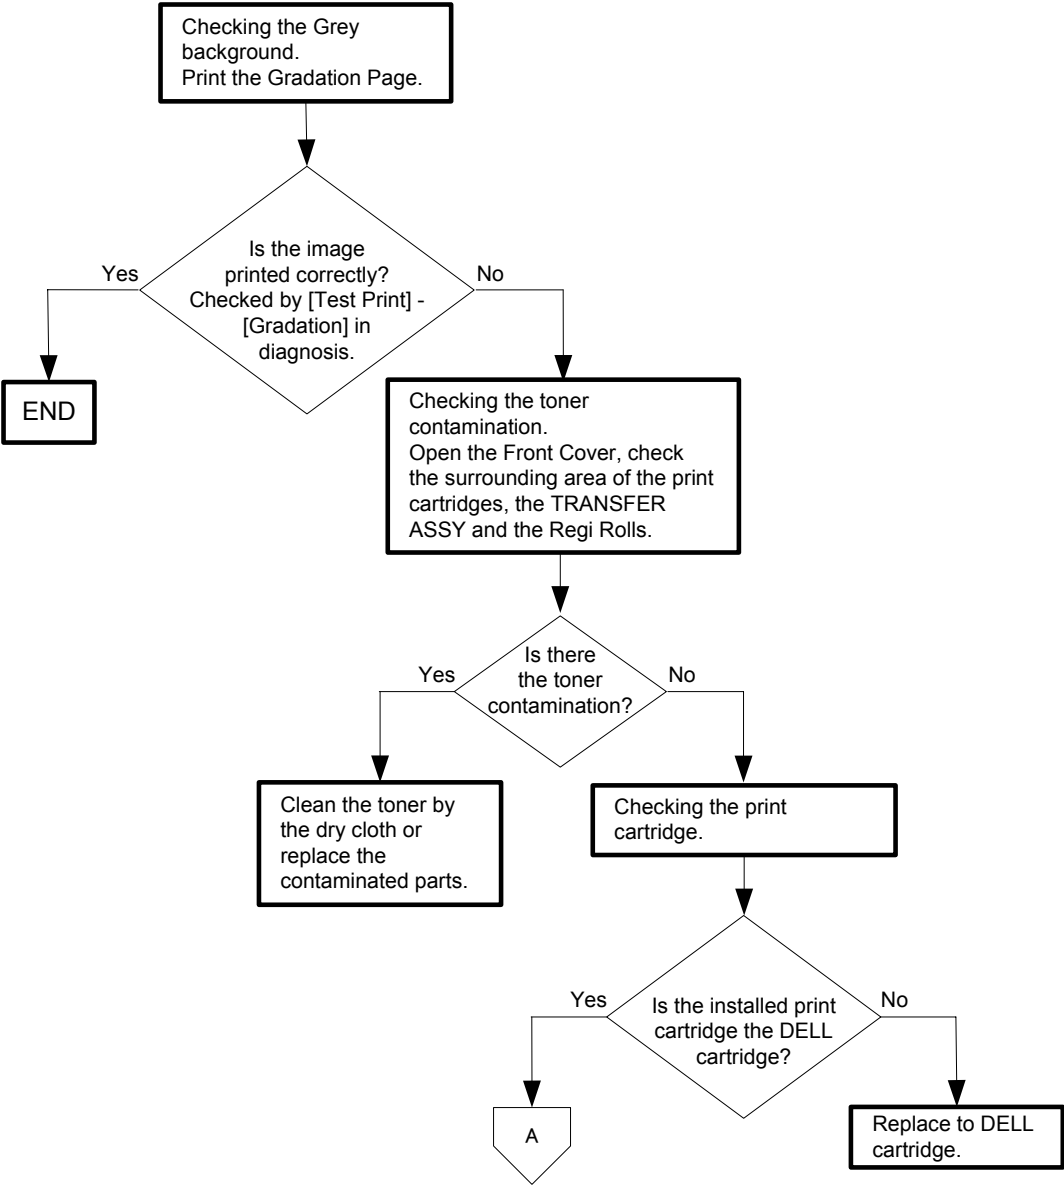 Checking the Grey
background.
Print the Gradation Page.
Is the image
printed correctly?
Checked by [Test Print] -
[Gradation] in
diagnosis.
Yes
No
END
Checking the toner
contamination.
Open the Front Cover, check
the surrounding area of the print
cartridges, the TRANSFER
ASSY and the Regi Rolls.
Is there
the toner
contamination?
Yes
No
Clean the toner by
the dry cloth or
replace the
contaminated parts.
Checking the print
cartridge.
Is the installed print
cartridge the DELL
cartridge?
Yes
No
A
Replace to DELL
cartridge.